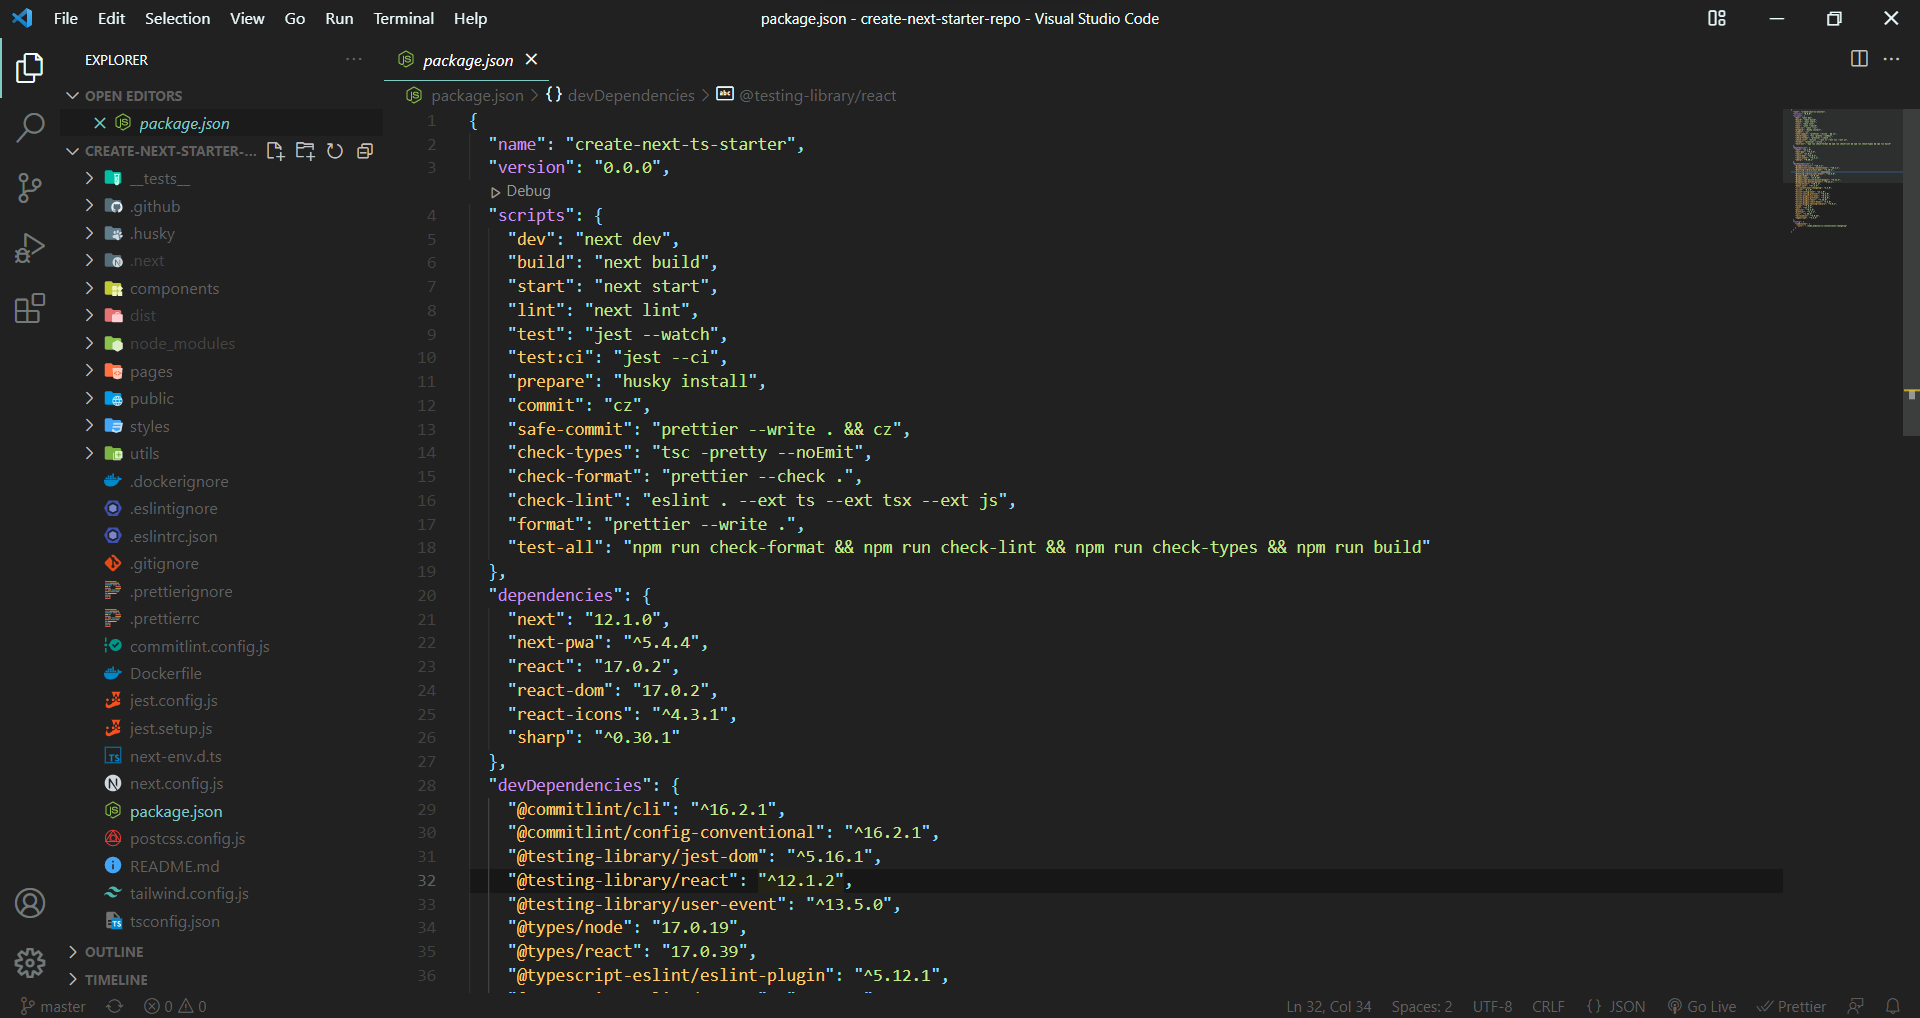 File Edit Selection View Go Run Terminal Help
package.json - create-next-starter-repo - Visual Studio Code
EXPLORER
OPEN EDITORS
package.json
CREATE-NEXT-STARTER-...
__tests__
.github
.husky
.next
components
dist
node_modules
pages
public
styles
utils
.dockerignore
.eslintignore
.eslintrc.json
.gitignore
.prettierignore
.prettierrc
commitlint.config.js
Dockerfile
jest.config.js
jest.setup.js
next-env.d.ts
next.config.js
package.json
postcss.config.js
README.md
tailwind.config.js
tsconfig.json
OUTLINE
TIMELINE
package.json
package.json > {} devDependencies > @testing-library/react
1 {
2 "name": "create-next-ts-starter",
3 "version": "0.0.0",
Debug
4 "scripts": {
5 "dev": "next dev",
6 "build": "next build",
7 "start": "next start",
8 "lint": "next lint",
9 "test": "jest --watch",
10 "test:ci": "jest --ci",
11 "prepare": "husky install",
12 "commit": "cz",
13 "safe-commit": "prettier --write . && cz",
14 "check-types": "tsc -pretty --noEmit",
15 "check-format": "prettier --check .",
16 "check-lint": "eslint . --ext ts --ext tsx --ext js",
17 "format": "prettier --write .",
18 "test-all": "npm run check-format && npm run check-lint && npm run check-types && npm run build"
19 },
20 "dependencies": {
21 "next": "12.1.0",
22 "next-pwa": "^5.4.4",
23 "react": "17.0.2",
24 "react-dom": "17.0.2",
25 "react-icons": "^4.3.1",
26 "sharp": "^0.30.1"
27 },
28 "devDependencies": {
29 "@commitlint/cli": "^16.2.1",
30 "@commitlint/config-conventional": "^16.2.1",
31 "@testing-library/jest-dom": "^5.16.1",
32 "@testing-library/react": "^12.1.2",
33 "@testing-library/user-event": "^13.5.0",
34 "@types/node": "17.0.19",
35 "@types/react": "17.0.39",
36 "@typescript-eslint/eslint-plugin": "^5.12.1",
master 0 0 Ln 32, Col 34 Spaces: 2 UTF-8 CRLF {} JSON Go Live Prettier